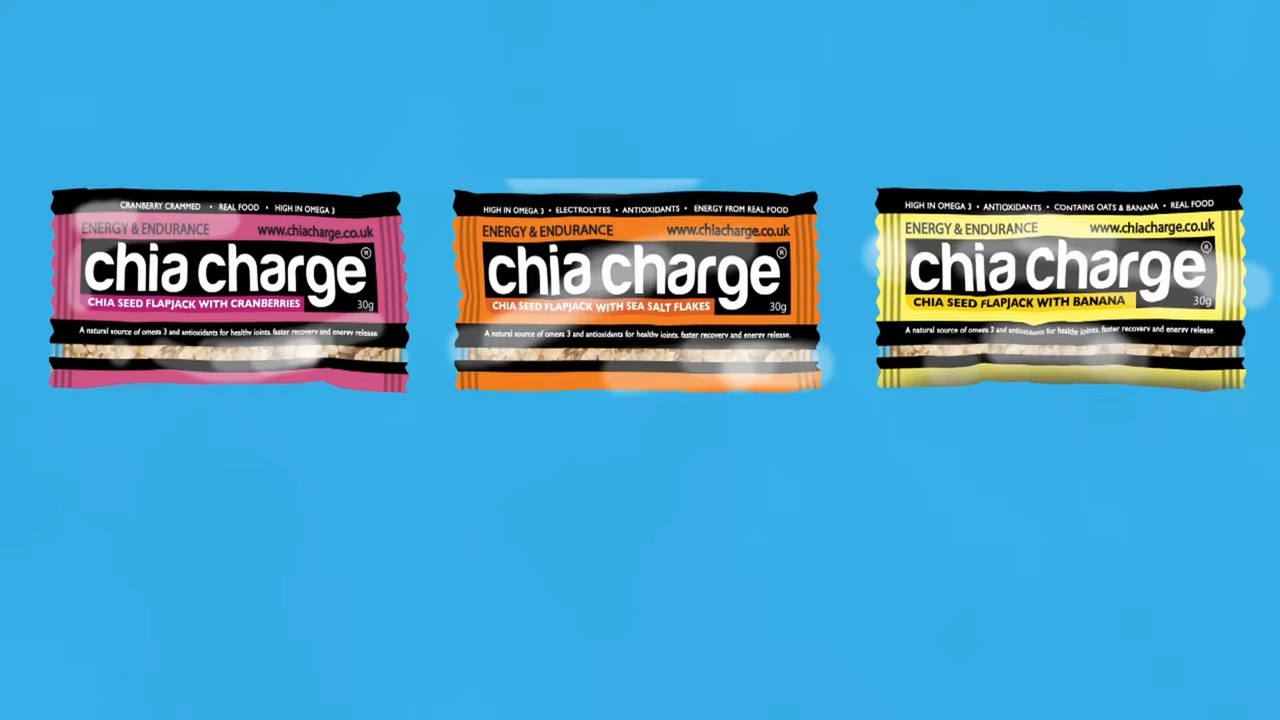 CRANBERRY CRAMMED • REAL FOOD • HIGH IN OMEGA 3
ENERGY & ENDURANCE www.chiacharge.co.uk
chia charge®
CHIA SEED FLAPJACK WITH CRANBERRIES 30g
A natural source of omega 3 and antioxidants for healthy joints, faster recovery and energy release.
HIGH IN OMEGA 3 • ELECTROLYTES • ANTIOXIDANTS • ENERGY FROM REAL FOOD
ENERGY & ENDURANCE www.chiacharge.co.uk
chia charge®
CHIA SEED FLAPJACK WITH SEA SALT FLAKES 30g
A natural source of omega 3 and antioxidants for healthy joints, faster recovery and energy release.
HIGH IN OMEGA 3 • ANTIOXIDANTS • CONTAINS OATS & BANANA • REAL FOOD
ENERGY & ENDURANCE www.chiacharge.co.uk
chia charge®
CHIA SEED FLAPJACK WITH BANANA 30g
A natural source of omega 3 and antioxidants for healthy joints, faster recovery and energy release.